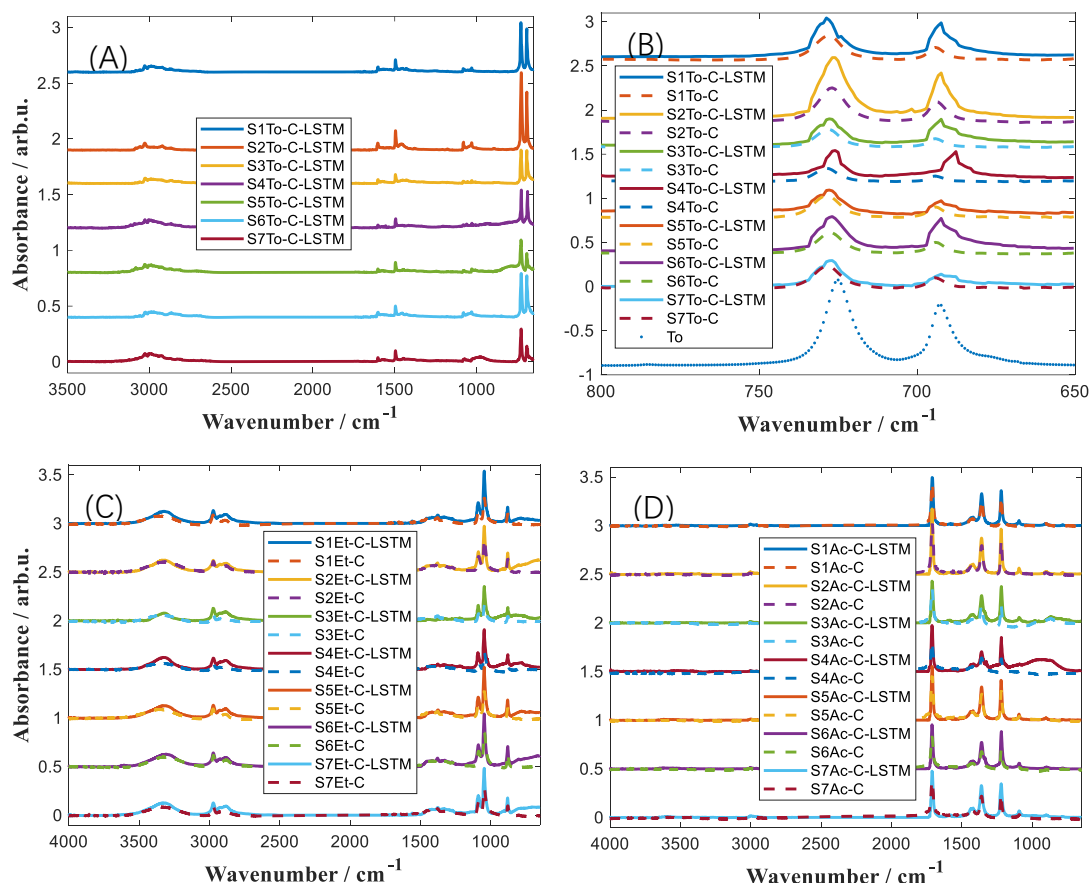 (A)
Absorbance / arb.u.
3.5
3
2.5
2
1.5
1
0.5
0
S1To-C-LSTM
S2To-C-LSTM
S3To-C-LSTM
S4To-C-LSTM
S5To-C-LSTM
S6To-C-LSTM
S7To-C-LSTM
3500 3000 2500 2000 1500 1000
Wavenumber / cm-1
(B)
3
2.5
2
1.5
1
0.5
0
-0.5
-1
S1To-C-LSTM
S1To-C
S2To-C-LSTM
S2To-C
S3To-C-LSTM
S3To-C
S4To-C-LSTM
S4To-C
S5To-C-LSTM
S5To-C
S6To-C-LSTM
S6To-C
S7To-C-LSTM
S7To-C
To
800 750 700 650
Wavenumber / cm-1
(C)
Absorbance / arb.u.
3.5
3
2.5
2
1.5
1
0.5
0
S1Et-C-LSTM
S1Et-C
S2Et-C-LSTM
S2Et-C
S3Et-C-LSTM
S3Et-C
S4Et-C-LSTM
S4Et-C
S5Et-C-LSTM
S5Et-C
S6Et-C-LSTM
S6Et-C
S7Et-C-LSTM
S7Et-C
4000 3500 3000 2500 2000 1500 1000
Wavenumber / cm-1
(D)
3.5
3
2.5
2
1.5
1
0.5
0
S1Ac-C-LSTM
S1Ac-C
S2Ac-C-LSTM
S2Ac-C
S3Ac-C-LSTM
S3Ac-C
S4Ac-C-LSTM
S4Ac-C
S5Ac-C-LSTM
S5Ac-C
S6Ac-C-LSTM
S6Ac-C
S7Ac-C-LSTM
S7Ac-C
4000 3500 3000 2500 2000 1500 1000
Wavenumber / cm-1